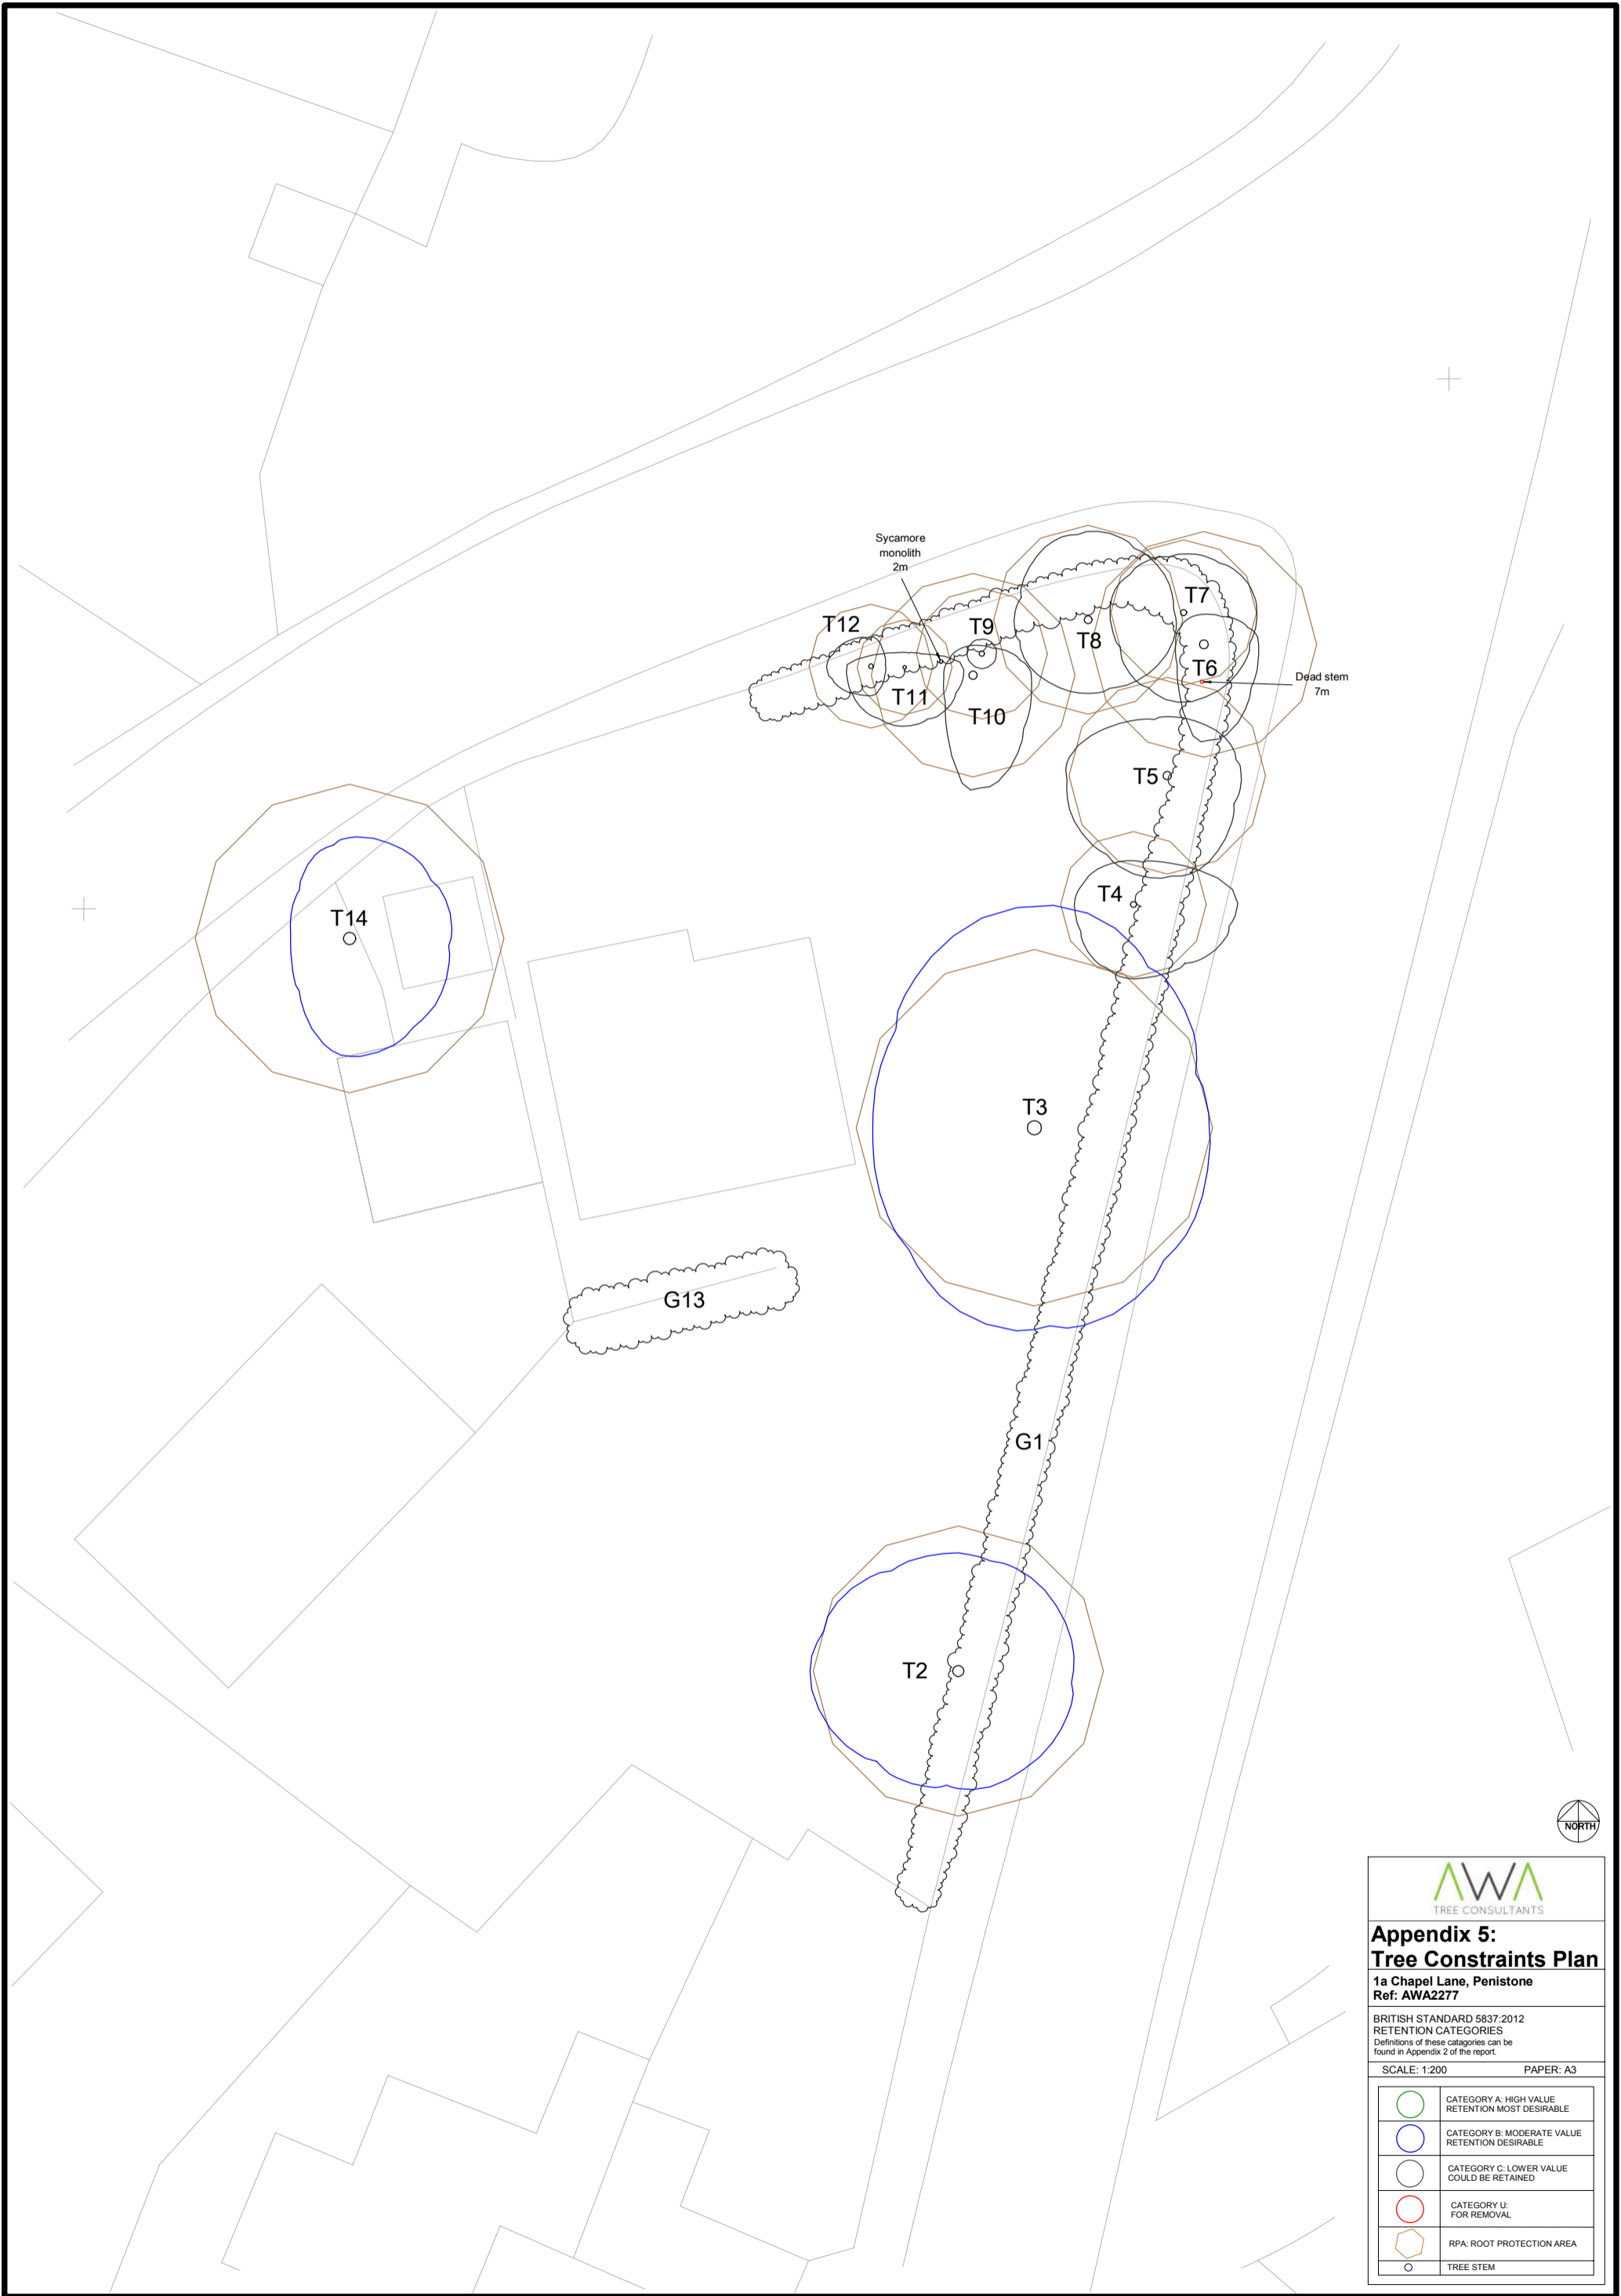 Sycamore
monolith
2m
T12
T9
T7
T8
T6
Dead stem
7m
T11
T10
T5
T4
T14
T3
G13
G1
T2
NORTH
AWA
TREE CONSULTANTS
Appendix 5:
Tree Constraints Plan
1a Chapel Lane, Penistone
Ref: AWA2277
BRITISH STANDARD 5837:2012
RETENTION CATEGORIES
Definitions of these catagories can be
found in Appendix 2 of the report.
SCALE: 1:200 PAPER: A3
CATEGORY A: HIGH VALUE
RETENTION MOST DESIRABLE
CATEGORY B: MODERATE VALUE
RETENTION DESIRABLE
CATEGORY C: LOWER VALUE
COULD BE RETAINED
CATEGORY U:
FOR REMOVAL
RPA: ROOT PROTECTION AREA
TREE STEM